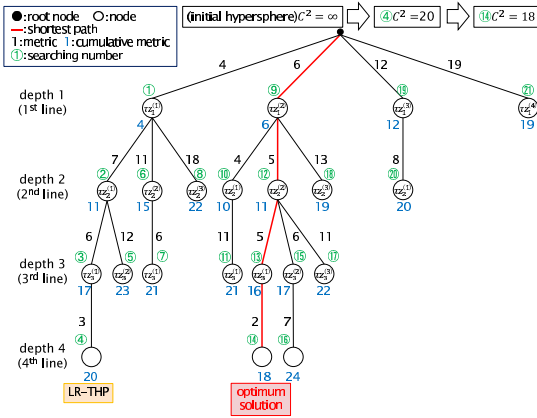 ●:root node ○:node
—:shortest path
1:metric 1:cumulative metric
①:searching number
(initial hypersphere)C² = ∞
④C² =20
⑭C² = 18
4
6
12
19
depth 1
(1st line)
① ⑨ ⑲ ㉑
4
6
12
19
7
11
18
4
5
13
8
depth 2
(2nd line)
② ⑥ ⑧ ⑩ ⑫ ⑱ ⑳
11
15
22
10
11
19
20
6
12
6
11
5
6
11
depth 3
(3rd line)
③ ⑤ ⑦ ⑪ ⑬ ⑮ ⑰
17
23
21
21
16
17
22
3
2
7
depth 4
(4th line)
④ ⑭ ⑯
20
18
24
LR-THP
optimum
solution